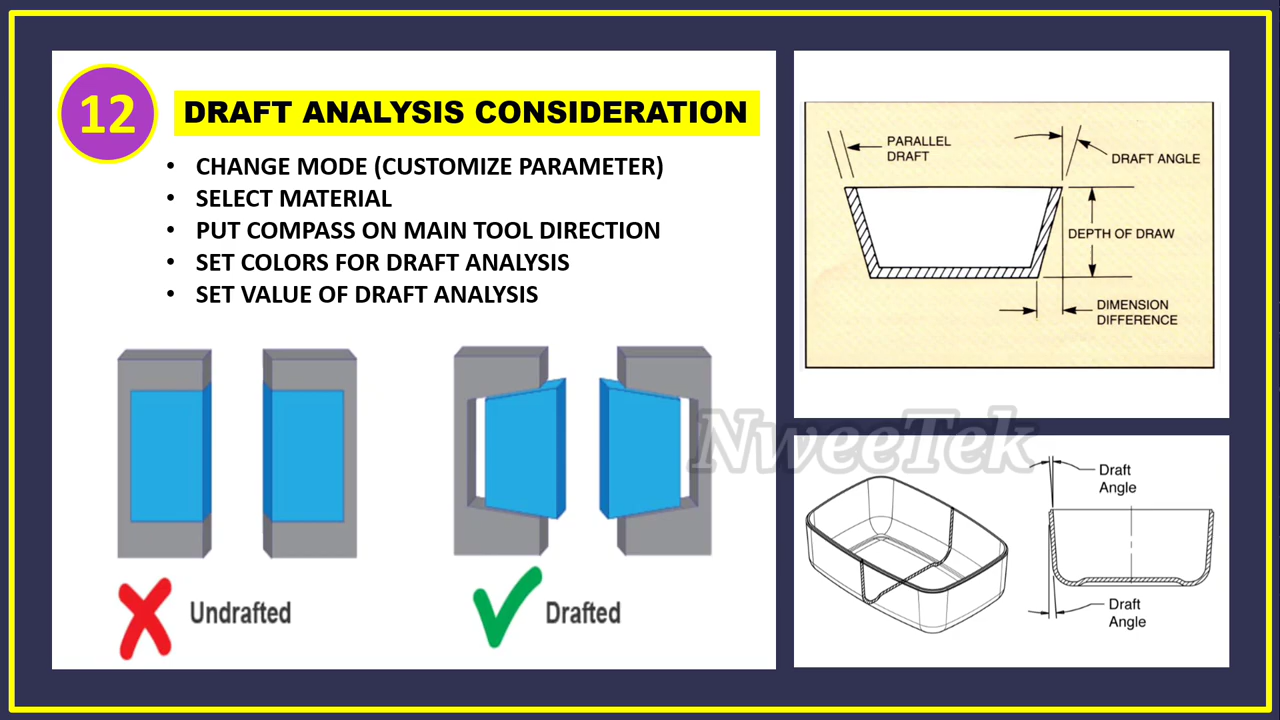 12
DRAFT ANALYSIS CONSIDERATION
• CHANGE MODE (CUSTOMIZE PARAMETER)
• SELECT MATERIAL
• PUT COMPASS ON MAIN TOOL DIRECTION
• SET COLORS FOR DRAFT ANALYSIS
• SET VALUE OF DRAFT ANALYSIS
Undrafted
Drafted
PARALLEL
DRAFT
DRAFT ANGLE
DEPTH OF DRAW
DIMENSION
DIFFERENCE
NweeTek
Draft
Angle
Draft
Angle